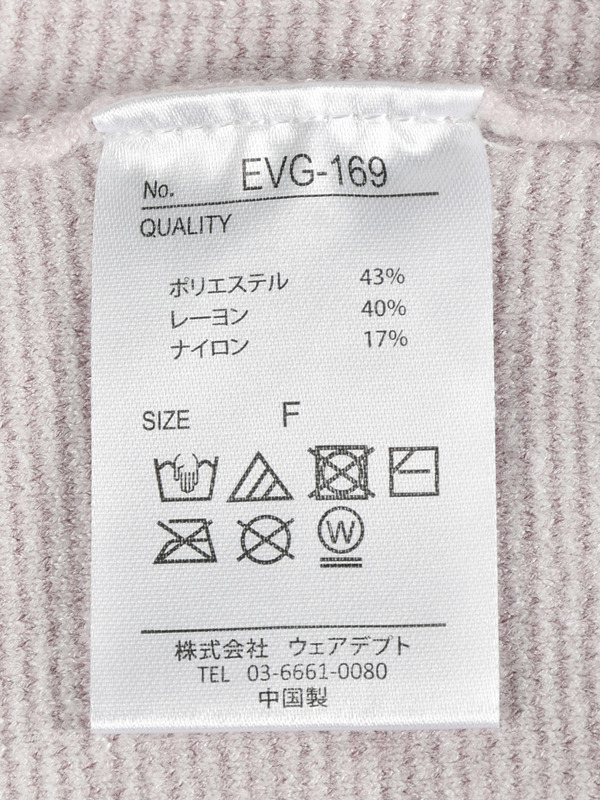 No. EVG-169
QUALITY
ポリエステル 43%
レーヨン 40%
ナイロン 17%
SIZE F
W
株式会社 ウェアデプト
TEL 03-6661-0080
中国製